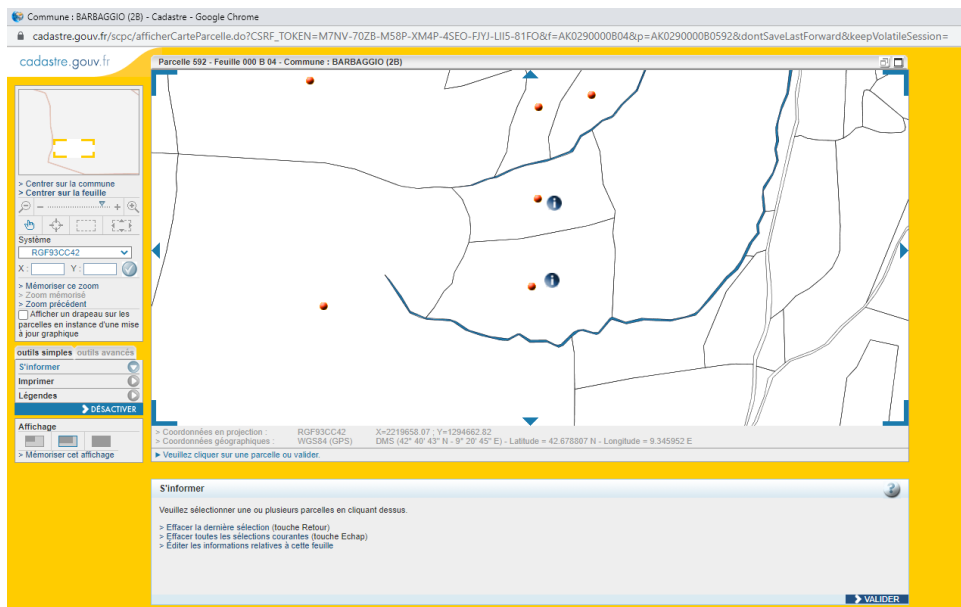 Commune : BARBAGGIO (2B) - Cadastre - Google Chrome
cadastre.gouv.fr/scpc/afficherCarteParcelle.do?CSRF_TOKEN=M7NV-70ZB-M58P-XM4P-4SEO-FJYJ-LII5-81FO&f=AK0290000B04&p=AK0290000B0592&dontSaveLastForward&keepVolatileSession=
cadastre.gouv.fr
Parcelle 592 - Feuille 000 B 04 - Commune : BARBAGGIO (2B)
> Centrer sur la commune
> Centrer sur la feuille
Système
RGF93CC42
X : Y :
> Mémoriser ce zoom
> Zoom mémorisé
> Zoom précédent
Afficher un drapeau sur les
parcelles en instance d'une mise
à jour graphique
outils simples outils avancés
S'informer
Imprimer
Légendes
DÉSACTIVER
Affichage
> Mémoriser cet affichage
> Coordonnées en projection : RGF93CC42 X=2219658.07 ; Y=1294662.82
> Coordonnées géographiques : WGS84 (GPS) DMS (42° 40' 43" N - 9° 20' 45" E) - Latitude = 42.678807 N - Longitude = 9.345952 E
Veuillez cliquer sur une parcelle ou valider.
S'informer
Veuillez sélectionner une ou plusieurs parcelles en cliquant dessus.
> Effacer la dernière sélection (touche Retour)
> Effacer toutes les sélections courantes (touche Echap)
> Éditer les informations relatives à cette feuille
VALIDER